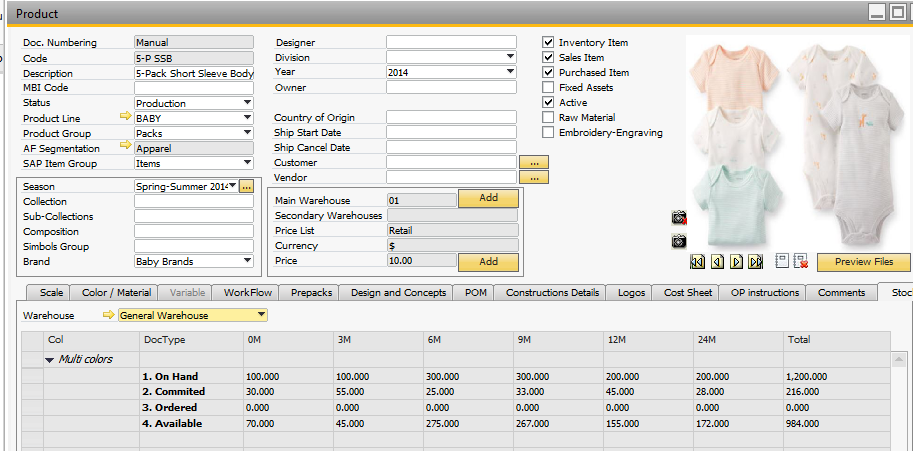 Product
Doc. Numbering Manual
Code 5-P SSB
Description 5-Pack Short Sleeve Body
MBI Code
Status Production
Product Line BABY
Product Group Packs
AF Segmentation Apparel
SAP Item Group Items
Designer
Division
Year 2014
Owner
Country of Origin
Ship Start Date
Ship Cancel Date
Customer ...
Vendor ...
Inventory Item
Sales Item
Purchased Item
Fixed Assets
Active
Raw Material
Embroidery-Engraving
Season Spring-Summer 2014 ...
Collection
Sub-Collections
Composition
Simbols Group
Brand Baby Brands
Main Warehouse 01 Add
Secondary Warehouses
Price List Retail
Currency $
Price 10.00 Add
Preview Files
Scale Color / Material Variable WorkFlow Prepacks Design and Concepts POM Constructions Details Logos Cost Sheet OP instructions Comments Stoc
Warehouse General Warehouse
Col DocType 0M 3M 6M 9M 12M 24M Total
Multi colors
1. On Hand 100.000 100.000 300.000 300.000 200.000 200.000 1,200.000
2. Commited 30.000 55.000 25.000 33.000 45.000 28.000 216.000
3. Ordered 0.000 0.000 0.000 0.000 0.000 0.000 0.000
4. Available 70.000 45.000 275.000 267.000 155.000 172.000 984.000